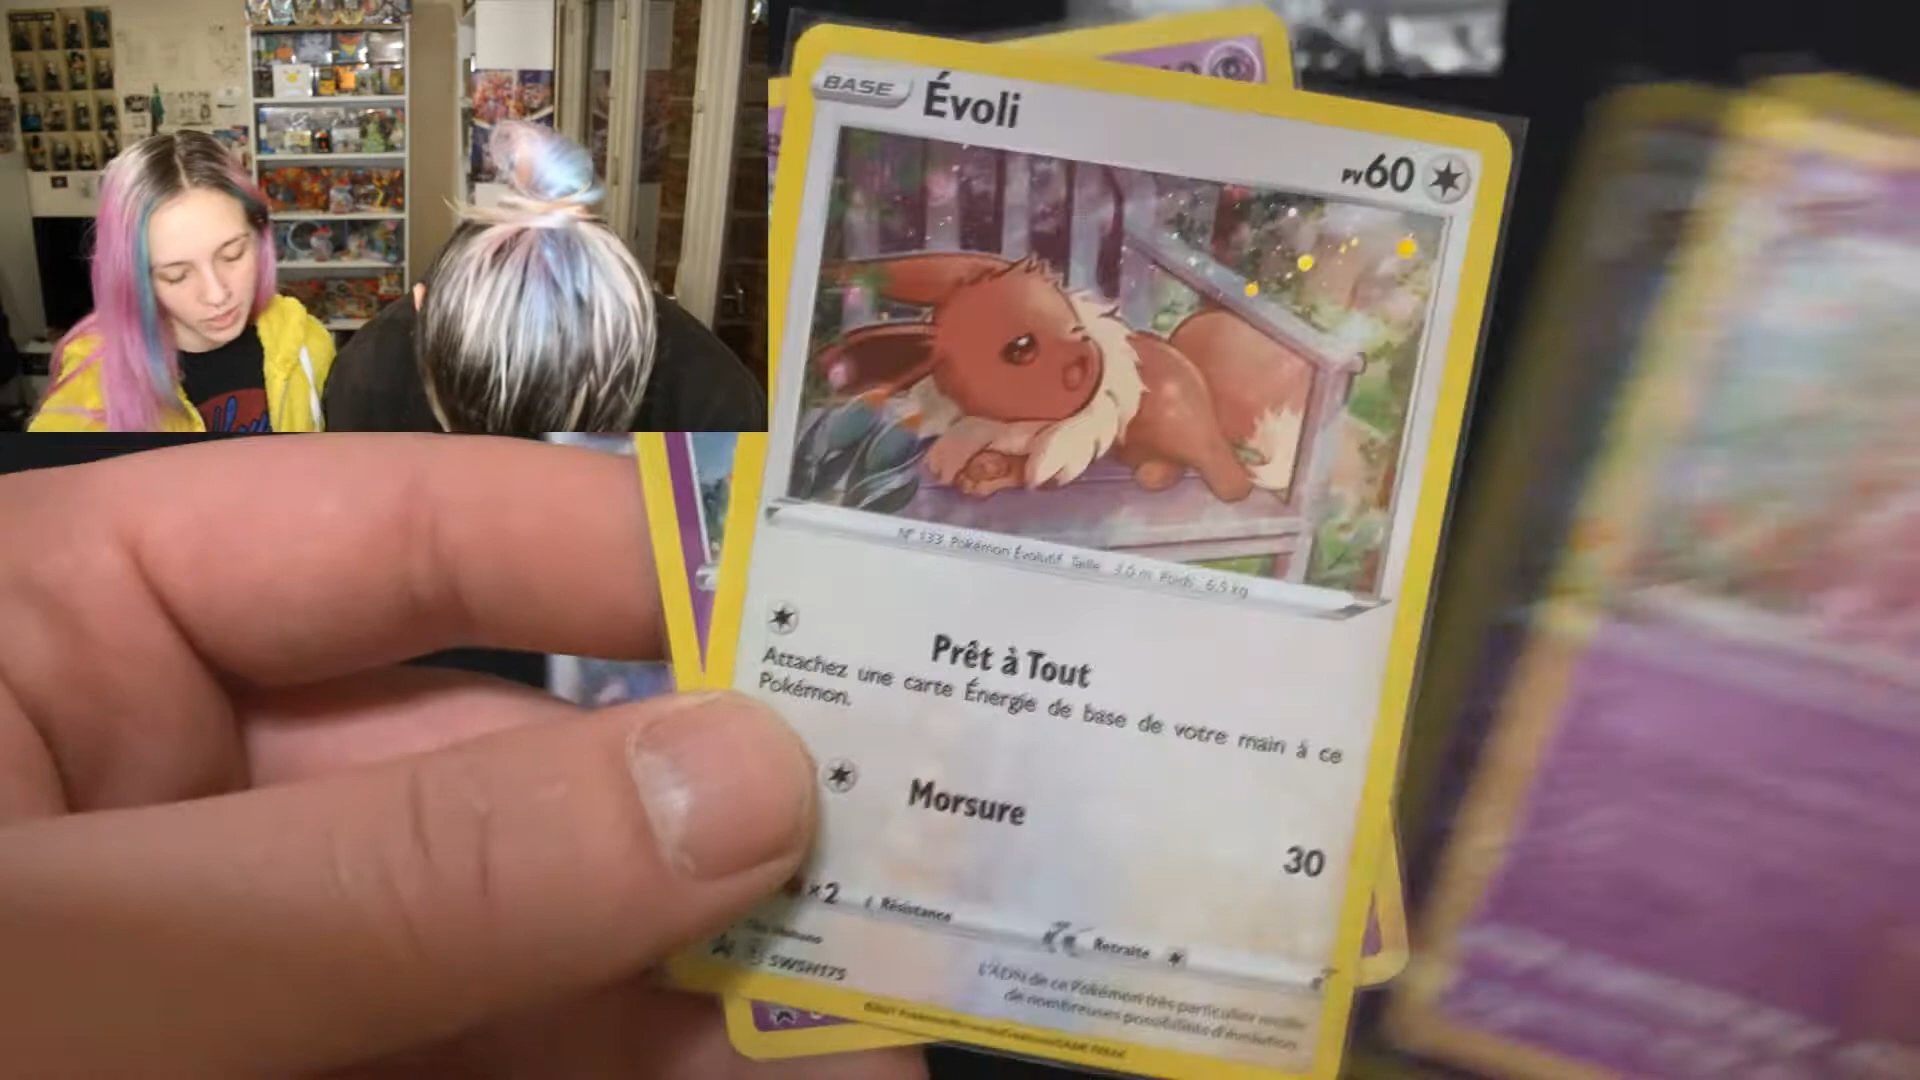 BASE Évoli
PV60
N° 133 Pokémon Évolutif Taille
Poids 6,5 kg
Prêt à Tout
Attachez une carte Énergie de base de votre main à ce
Pokémon.
Morsure
30
×2 Résistance
Retraite
SWSH175
L'ADN de ce Pokémon très particulier recèle
de nombreuses possibilités d'évolution.